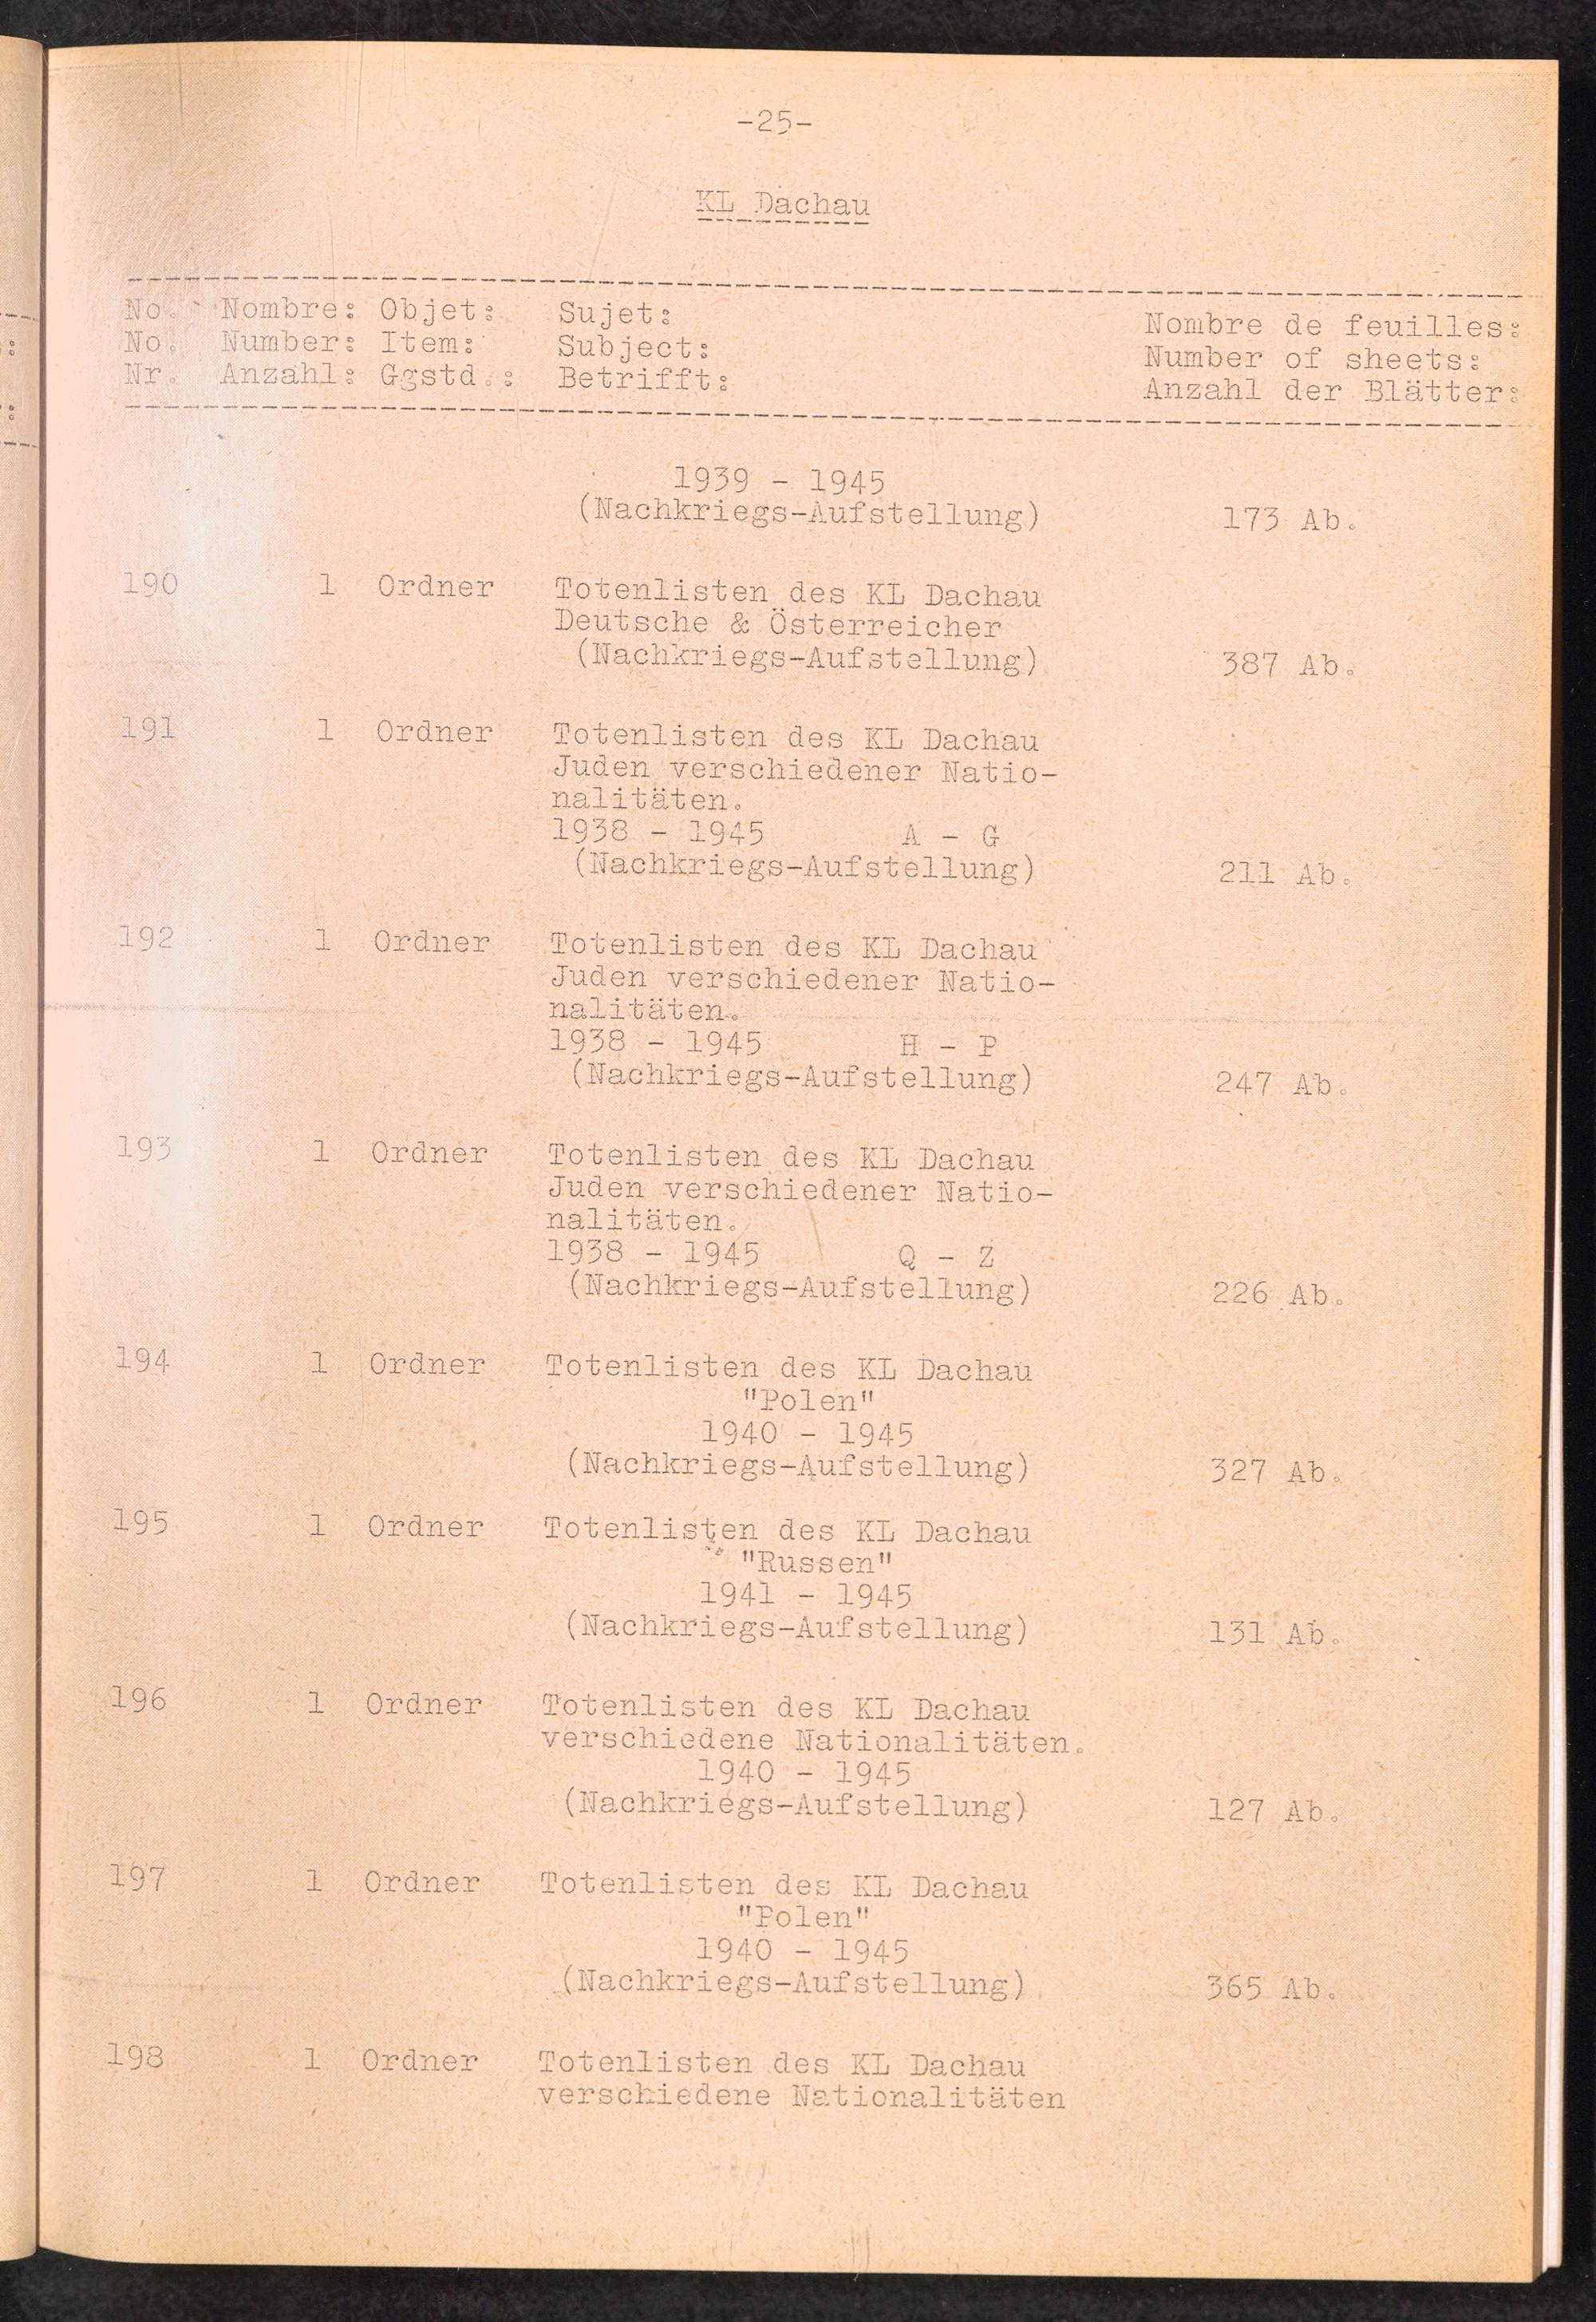 -25-
KL Dachau
No. Nombre: Objet: Sujet: Nombre de feuilles:
No. Number: Item: Subject: Number of sheets:
Nr. Anzahl: Ggstd.: Betrifft: Anzahl der Blätter:
1939 - 1945
(Nachkriegs-Aufstellung) 173 Ab.
190 1 Ordner Totenlisten des KL Dachau
Deutsche & Österreicher
(Nachkriegs-Aufstellung) 387 Ab.
191 1 Ordner Totenlisten des KL Dachau
Juden verschiedener Natio-
nalitäten.
1938 - 1945 A - G
(Nachkriegs-Aufstellung) 211 Ab.
192 1 Ordner Totenlisten des KL Dachau
Juden verschiedener Natio-
nalitäten.
1938 - 1945 H - P
(Nachkriegs-Aufstellung) 247 Ab.
193 1 Ordner Totenlisten des KL Dachau
Juden verschiedener Natio-
nalitäten.
1938 - 1945 Q - Z
(Nachkriegs-Aufstellung) 226 Ab.
194 1 Ordner Totenlisten des KL Dachau
"Polen"
1940 - 1945
(Nachkriegs-Aufstellung) 327 Ab.
195 1 Ordner Totenlisten des KL Dachau
"Russen"
1941 - 1945
(Nachkriegs-Aufstellung) 131 Ab.
196 1 Ordner Totenlisten des KL Dachau
verschiedene Nationalitäten.
1940 - 1945
(Nachkriegs-Aufstellung) 127 Ab.
197 1 Ordner Totenlisten des KL Dachau
"Polen"
1940 - 1945
(Nachkriegs-Aufstellung) 365 Ab.
198 1 Ordner Totenlisten des KL Dachau
verschiedene Nationalitäten